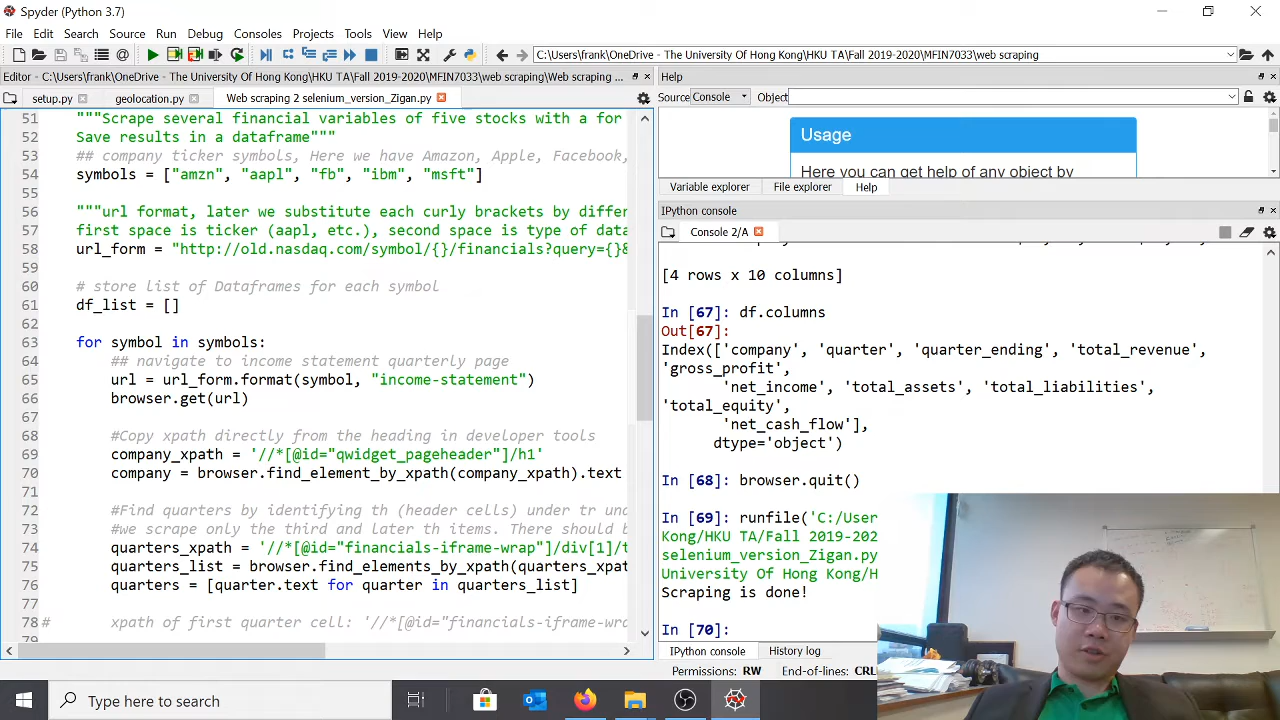 Spyder (Python 3.7)
File Edit Search Source Run Debug Consoles Projects Tools View Help
C:\Users\frank\OneDrive - The University Of Hong Kong\HKU TA\Fall 2019-2020\MFIN7033\web scraping
Editor - C:\Users\frank\OneDrive - The University Of Hong Kong\HKU TA\Fall 2019-2020\MFIN7033\web scraping\Web scraping ...
setup.py geolocation.py Web scraping 2 selenium_version_Zigan.py
51 """Scrape several financial variables of five stocks with a for
52 Save results in a dataframe"""
53 ## company ticker symbols, Here we have Amazon, Apple, Facebook,
54 symbols = ["amzn", "aapl", "fb", "ibm", "msft"]
55
56 """url format, later we substitute each curly brackets by differ
57 first space is ticker (aapl, etc.), second space is type of data
58 url_form = "http://old.nasdaq.com/symbol/{}/financials?query={}&
59
60 # store list of Dataframes for each symbol
61 df_list = []
62
63 for symbol in symbols:
64 ## navigate to income statement quarterly page
65 url = url_form.format(symbol, "income-statement")
66 browser.get(url)
67
68 #Copy xpath directly from the heading in developer tools
69 company_xpath = '//*[@id="qwidget_pageheader"]/h1'
70 company = browser.find_element_by_xpath(company_xpath).text
71
72 #Find quarters by identifying th (header cells) under tr und
73 #we scrape only the third and later th items. There should b
74 quarters_xpath = '//*[@id="financials-iframe-wrap"]/div[1]/t
75 quarters_list = browser.find_elements_by_xpath(quarters_xpat
76 quarters = [quarter.text for quarter in quarters_list]
77
78 # xpath of first quarter cell: '//*[@id="financials-iframe-wra
79
Help
Source Console Object
Usage
Here you can get help of any object by
Variable explorer File explorer Help
IPython console
Console 2/A
[4 rows x 10 columns]
In [67]: df.columns
Out[67]:
Index(['company', 'quarter', 'quarter_ending', 'total_revenue',
'gross_profit',
'net_income', 'total_assets', 'total_liabilities',
'total_equity',
'net_cash_flow'],
dtype='object')
In [68]: browser.quit()
In [69]: runfile('C:/User
Kong/HKU TA/Fall 2019-202
selenium_version_Zigan.py
University Of Hong Kong/H
Scraping is done!
In [70]:
IPython console History log
Permissions: RW End-of-lines: CRL
Type here to search